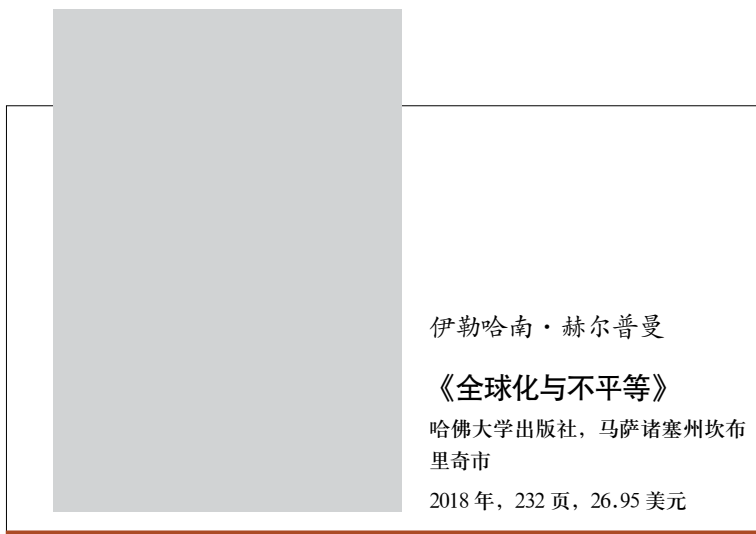 伊勒哈南·赫尔普曼
《全球化与不平等》
哈佛大学出版社，马萨诸塞州坎布
里奇市
2018 年，232 页，26.95 美元